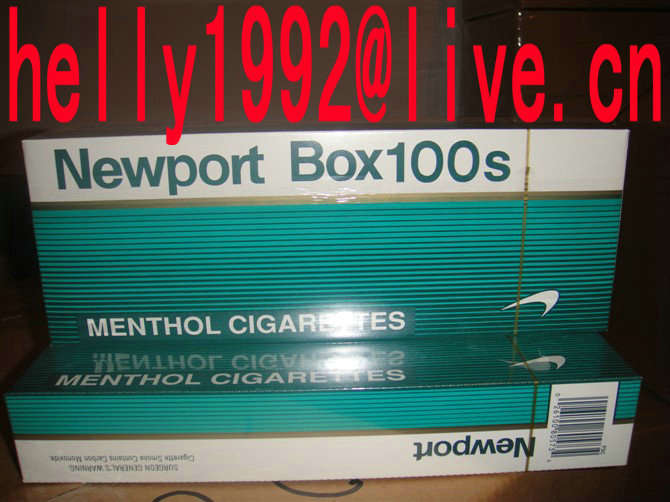 helly1992@live.cn
Newport Box100s
MENTHOL CIGARETTES
MENTHOL CIGARETTES
Newport
SURGEON GENERAL'S WARNING:
Cigarette Smoke Contains Carbon Monoxide.